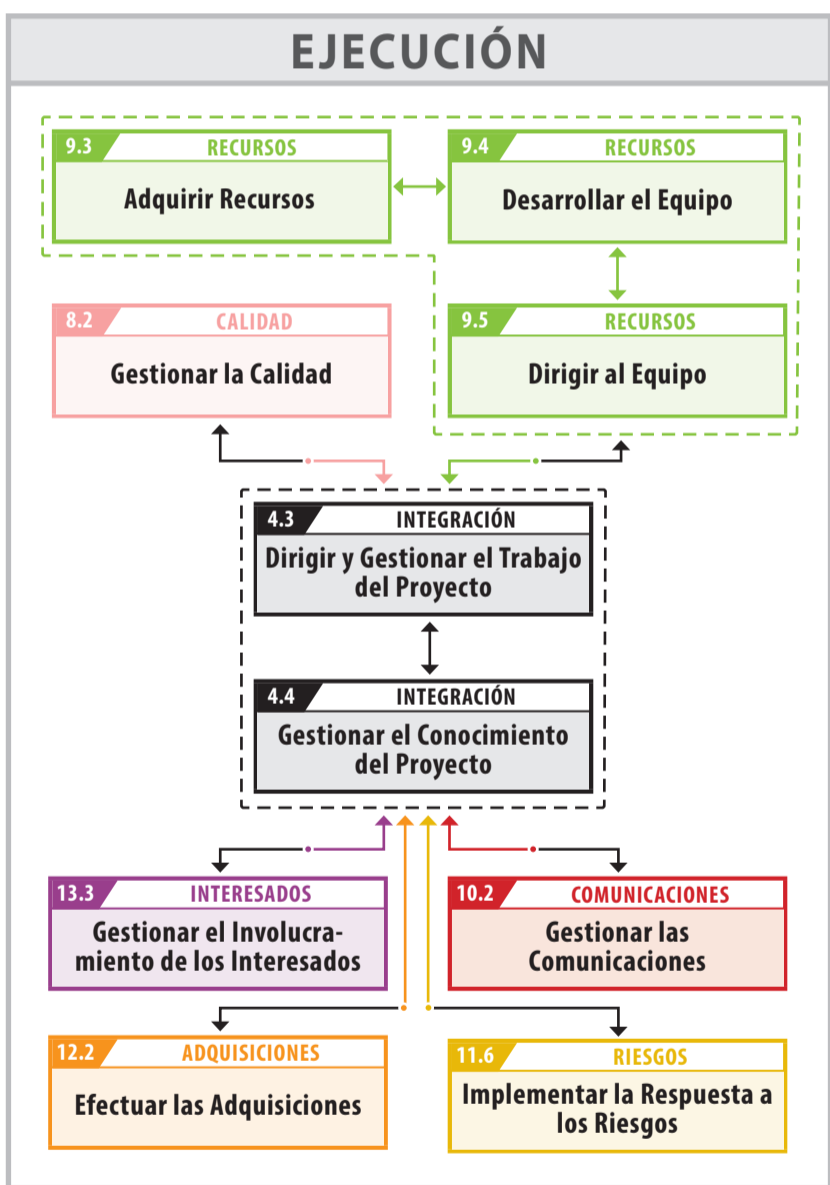 EJECUCIÓN
9.3 RECURSOS
Adquirir Recursos
9.4 RECURSOS
Desarrollar el Equipo
8.2 CALIDAD
Gestionar la Calidad
9.5 RECURSOS
Dirigir al Equipo
4.3 INTEGRACIÓN
Dirigir y Gestionar el Trabajo
del Proyecto
4.4 INTEGRACIÓN
Gestionar el Conocimiento
del Proyecto
13.3 INTERESADOS
Gestionar el Involucra-
miento de los Interesados
10.2 COMUNICACIONES
Gestionar las
Comunicaciones
12.2 ADQUISICIONES
Efectuar las Adquisiciones
11.6 RIESGOS
Implementar la Respuesta a
los Riesgos